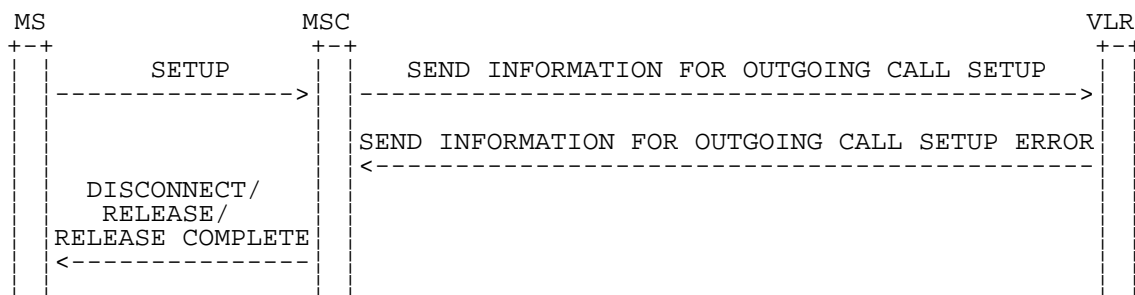 MS MSC VLR
SETUP SEND INFORMATION FOR OUTGOING CALL SETUP
SEND INFORMATION FOR OUTGOING CALL SETUP ERROR
DISCONNECT/
RELEASE/
RELEASE COMPLETE